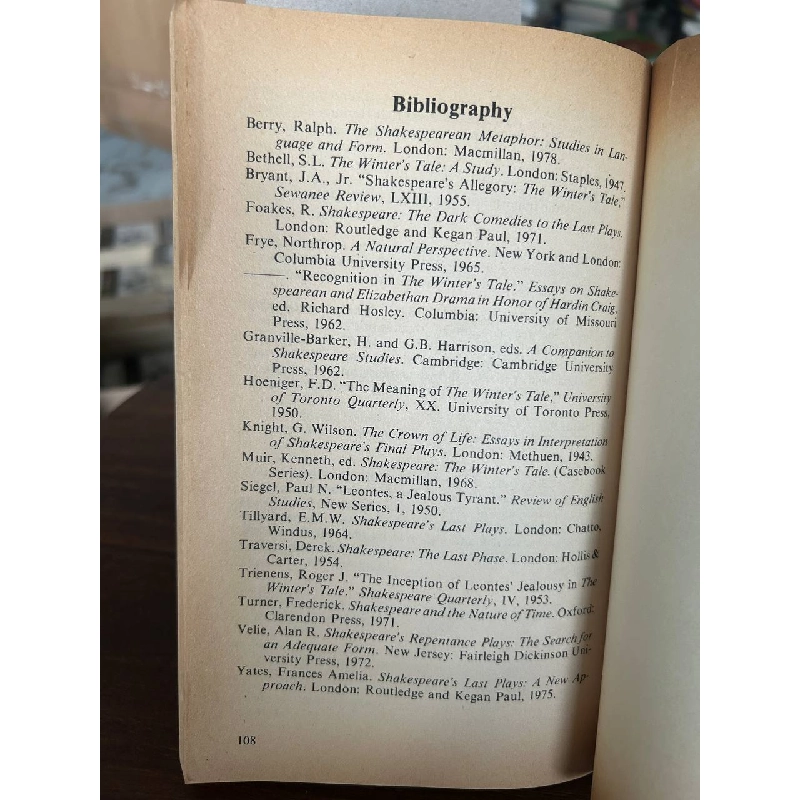 Bibliography
Berry, Ralph. The Shakespearean Metaphor: Studies in Lan-
guage and Form. London: Macmillan, 1978.
Bethell, S.L. The Winter's Tale: A Study. London: Staples, 1947.
Bryant, J.A., Jr. "Shakespeare's Allegory: The Winter's Tale,"
Sewanee Review, LXIII, 1955.
Foakes, R. Shakespeare: The Dark Comedies to the Last Plays.
London: Routledge and Kegan Paul, 1971.
Frye, Northrop. A Natural Perspective. New York and London:
Columbia University Press, 1965.
———. "Recognition in The Winter's Tale." Essays on Shake-
spearean and Elizabethan Drama in Honor of Hardin Craig,
ed. Richard Hosley. Columbia: University of Missouri
Press, 1962.
Granville-Barker, H. and G.B. Harrison, eds. A Companion to
Shakespeare Studies. Cambridge: Cambridge University
Press, 1962.
Hoeniger, F.D. "The Meaning of The Winter's Tale," University
of Toronto Quarterly, XX. University of Toronto Press,
1950.
Knight, G. Wilson. The Crown of Life: Essays in Interpretation
of Shakespeare's Final Plays. London: Methuen, 1943.
Muir, Kenneth, ed. Shakespeare: The Winter's Tale. (Casebook
Series). London: Macmillan, 1968.
Siegel, Paul N. "Leontes, a Jealous Tyrant." Review of English
Studies, New Series, 1, 1950.
Tillyard, E.M.W. Shakespeare's Last Plays. London: Chatto,
Windus, 1964.
Traversi, Derek. Shakespeare: The Last Phase. London: Hollis &
Carter, 1954.
Trienens, Roger J. "The Inception of Leontes' Jealousy in The
Winter's Tale," Shakespeare Quarterly, IV, 1953.
Turner, Frederick. Shakespeare and the Nature of Time. Oxford:
Clarendon Press, 1971.
Velie, Alan R. Shakespeare's Repentance Plays: The Search for
an Adequate Form. New Jersey: Fairleigh Dickinson Uni-
versity Press, 1972.
Yates, Frances Amelia. Shakespeare's Last Plays: A New Ap-
proach. London: Routledge and Kegan Paul, 1975.
108